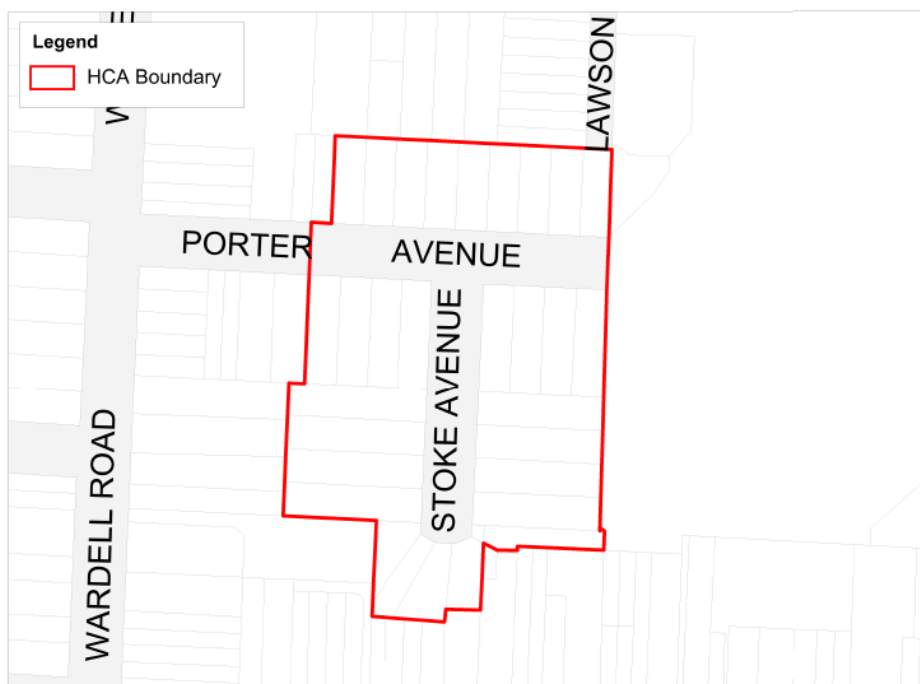 Legend
HCA Boundary
LAWSON
PORTER
AVENUE
STOKE AVENUE
WARDELL ROAD